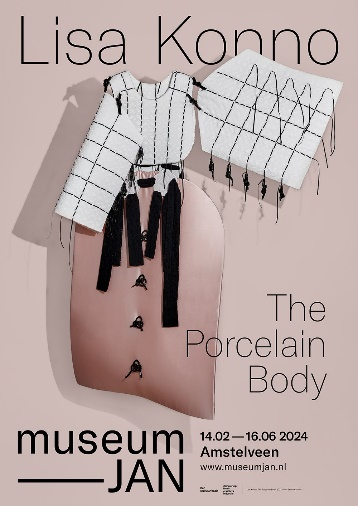 Lisa Konno
The
Porcelain
Body
museum
JAN
14.02 — 16.06 2024
Amstelveen
www.museumjan.nl